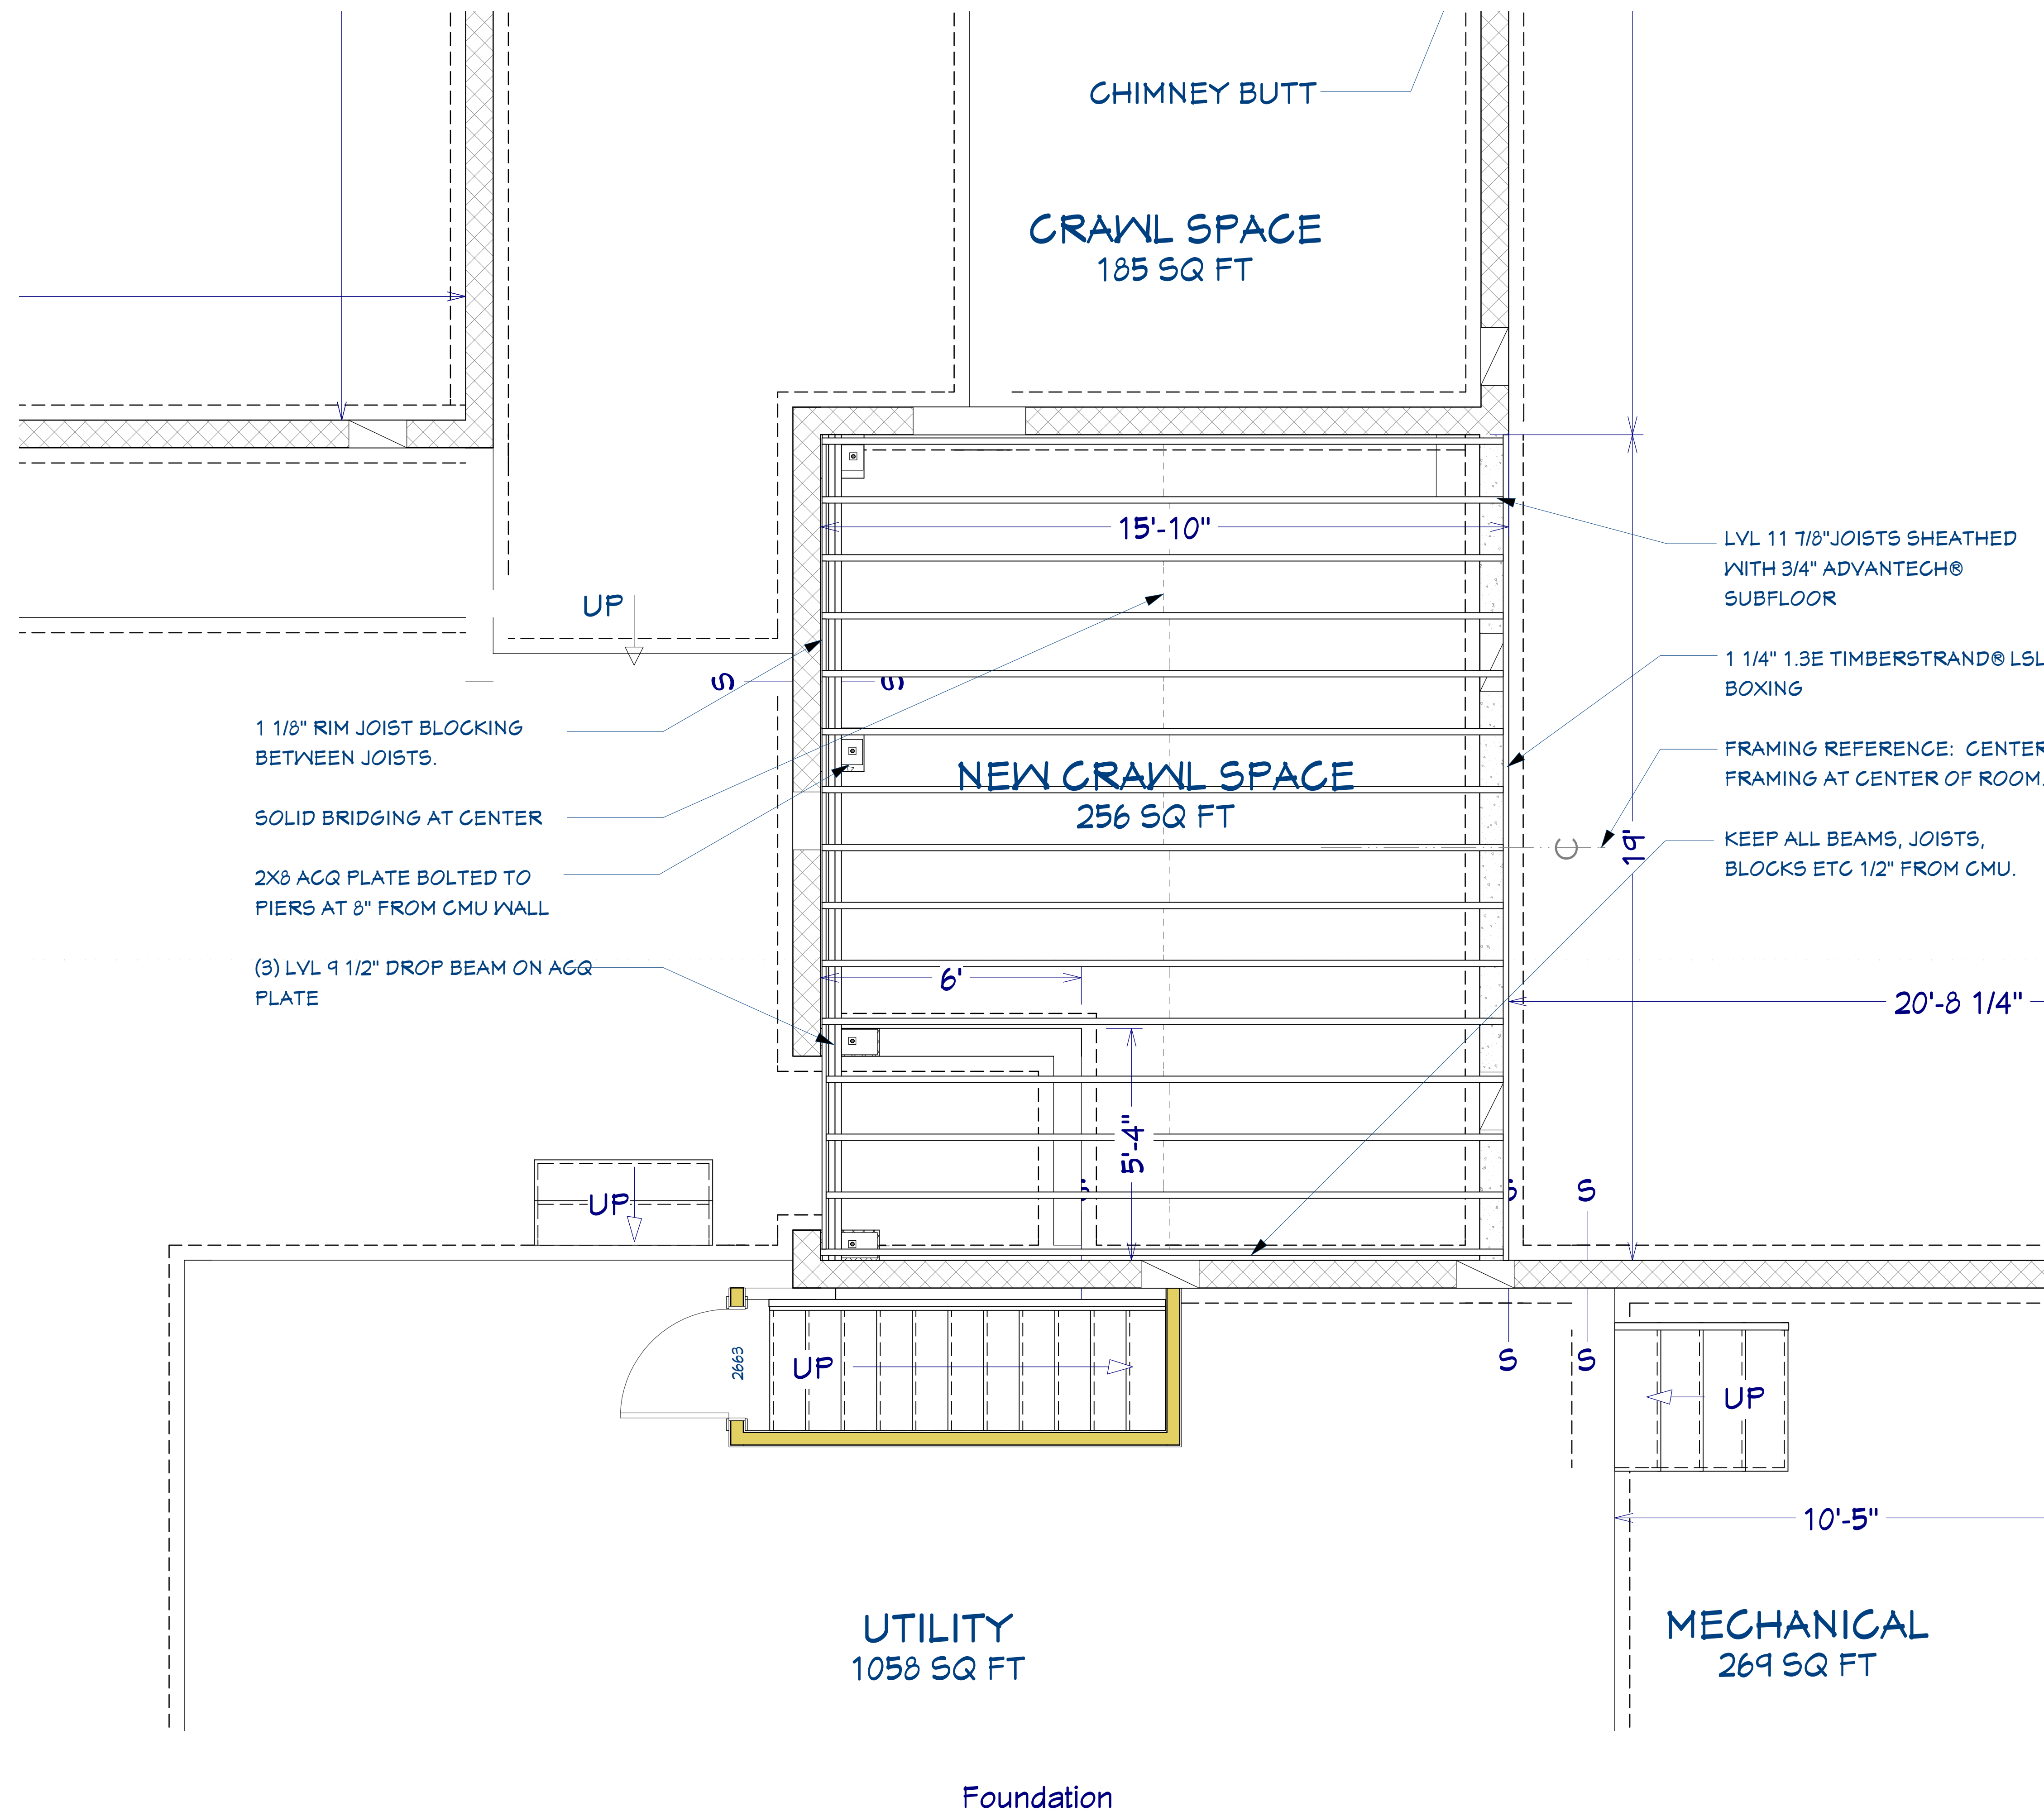 CHIMNEY BUTT
CRAWL SPACE
185 SQ FT
15'-10"
LVL 11 7/8"JOISTS SHEATHED
WITH 3/4" ADVANTECH®
SUBFLOOR
UP
1 1/4" 1.3E TIMBERSTRAND® LSL
BOXING
S
S
1 1/8" RIM JOIST BLOCKING
BETWEEN JOISTS.
FRAMING REFERENCE: CENTER
FRAMING AT CENTER OF ROOM.
NEW CRAWL SPACE
256 SQ FT
SOLID BRIDGING AT CENTER
C
19'
KEEP ALL BEAMS, JOISTS,
BLOCKS ETC 1/2" FROM CMU.
2X8 ACQ PLATE BOLTED TO
PIERS AT 8" FROM CMU WALL
(3) LVL 9 1/2" DROP BEAM ON ACQ
PLATE
6'
20'-8 1/4"
5'-4"
UP
S
S
2663
UP
S
S
UP
10'-5"
UTILITY
1058 SQ FT
MECHANICAL
269 SQ FT
Foundation